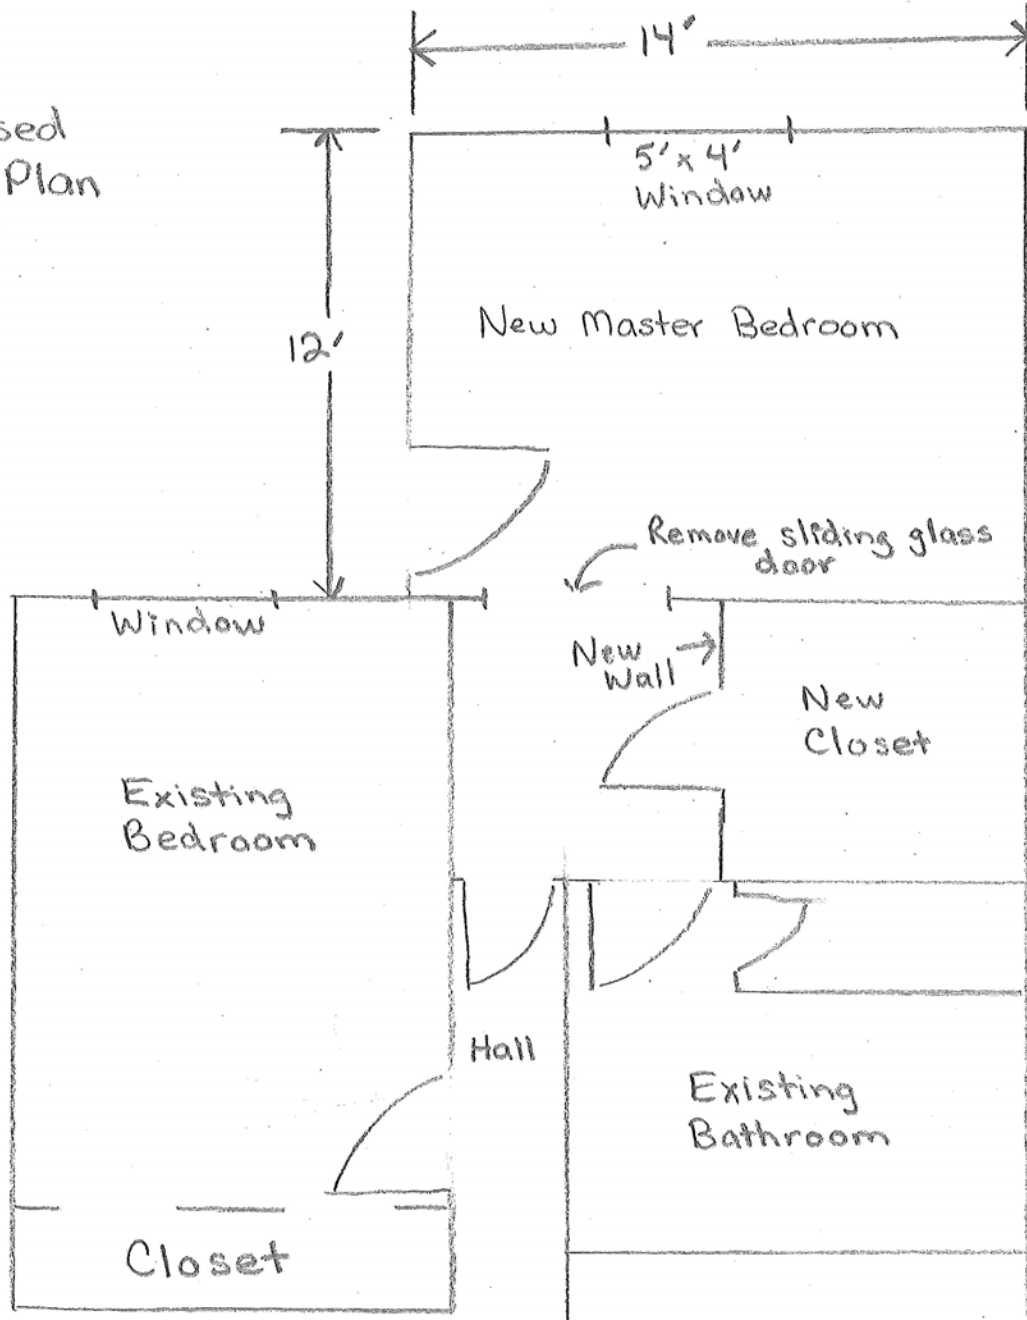 14'
sed
Plan
5' x 4'
Window
New Master Bedroom
12'
Remove sliding glass
door
Window
New
Wall
New
Closet
Existing
Bedroom
Hall
Existing
Bathroom
Closet